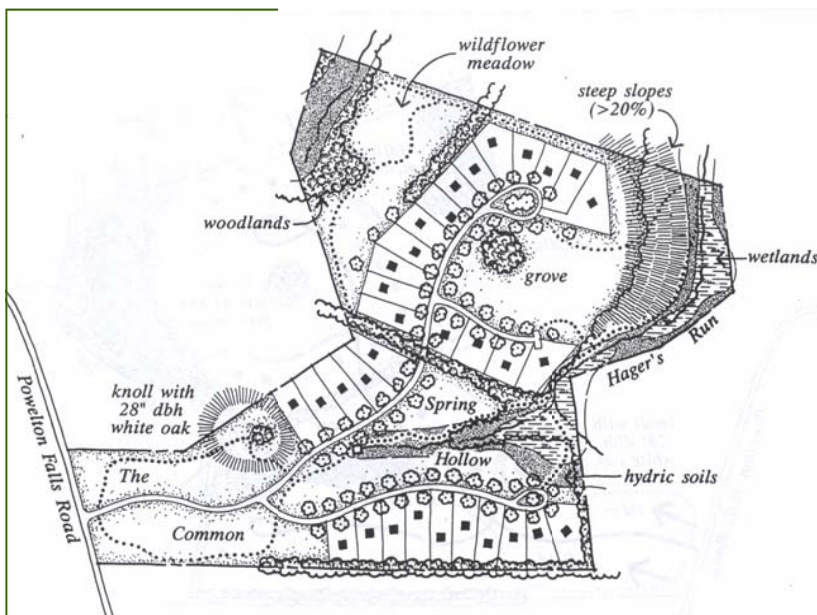 wildflower
meadow
steep slopes
(>20%)
woodlands
wetlands
grove
Hager's
Run
knoll with
28" dbh
white oak
Spring
Hollow
hydric soils
The
Common
Powelton Falls Road